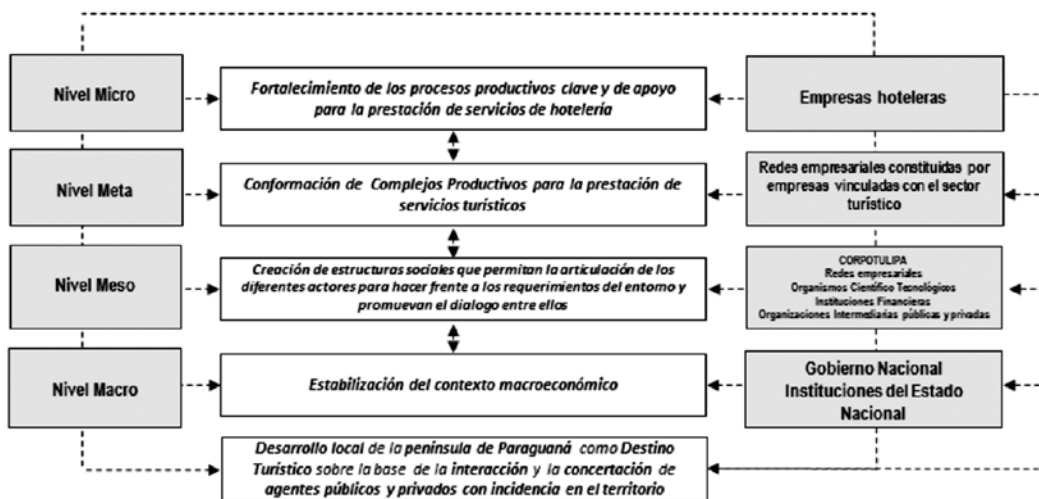 Nivel Micro
Fortalecimiento de los procesos productivos clave y de apoyo
para la prestación de servicios de hotelería
Empresas hoteleras
Nivel Meta
Conformación de Complejos Productivos para la prestación de
servicios turísticos
Redes empresariales constituidas por
empresas vinculadas con el sector
turístico
Nivel Meso
Creación de estructuras sociales que permitan la articulación de los
diferentes actores para hacer frente a los requerimientos del entorno y
promuevan el dialogo entre ellos
CORPOTULIPA
Redes empresariales
Organismos Científico Tecnológicos
Instituciones Financieras
Organizaciones Intermediarias públicas y privadas
Nivel Macro
Estabilización del contexto macroeconómico
Gobierno Nacional
Instituciones del Estado
Nacional
Desarrollo local de la península de Paraguaná como Destino
Turístico sobre la base de la interacción y la concertación de
agentes públicos y privados con incidencia en el territorio